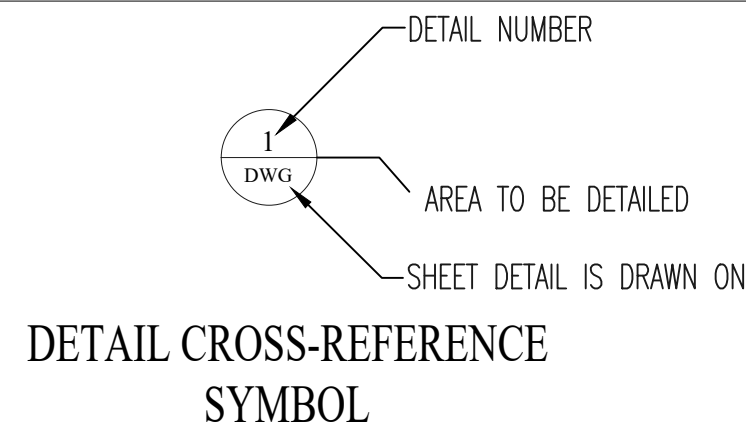 DETAIL NUMBER
1
DWG
AREA TO BE DETAILED
SHEET DETAIL IS DRAWN ON
DETAIL CROSS-REFERENCE
SYMBOL